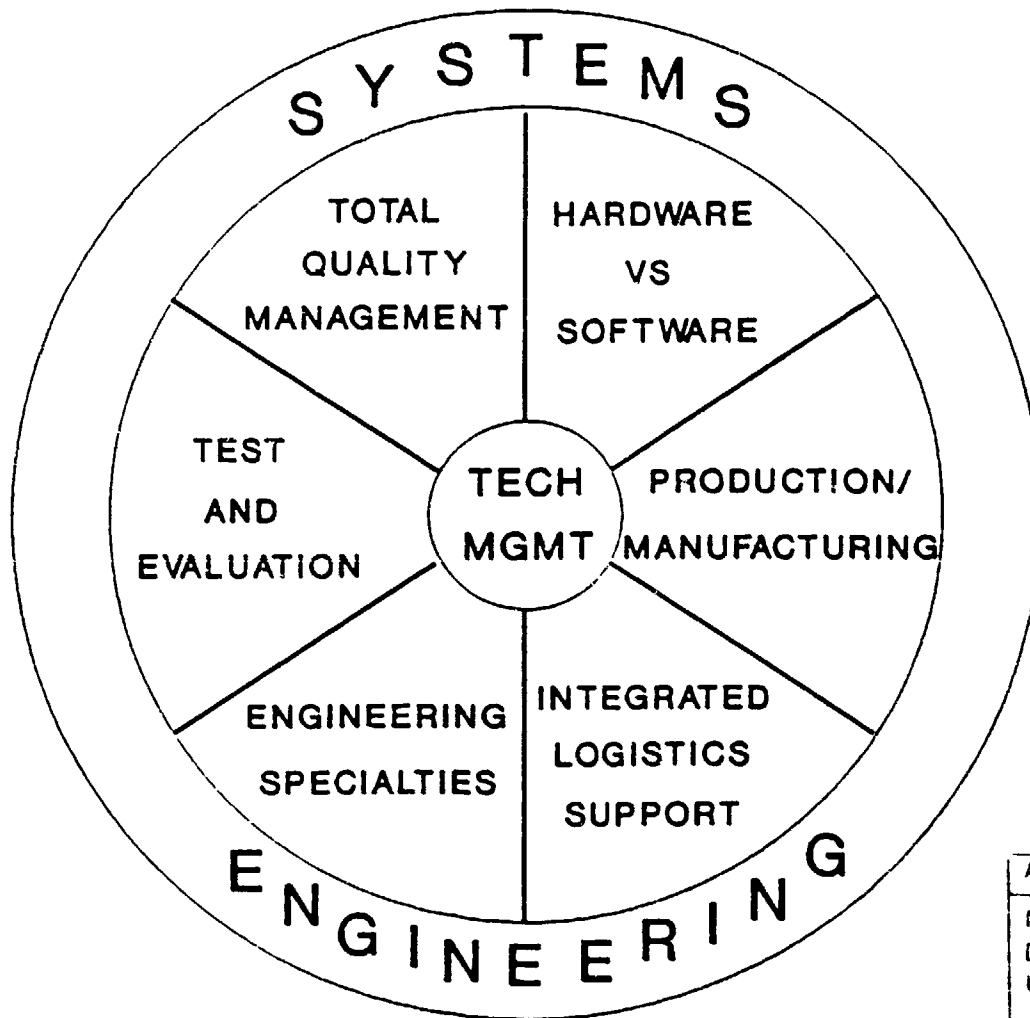 SYSTEMS
TOTAL
QUALITY
MANAGEMENT
HARDWARE
VS
SOFTWARE
TEST
AND
EVALUATION
TECH
MGMT
PRODUCTION/
MANUFACTURING
ENGINEERING
SPECIALTIES
INTEGRATED
LOGISTICS
SUPPORT
ENGINEERING